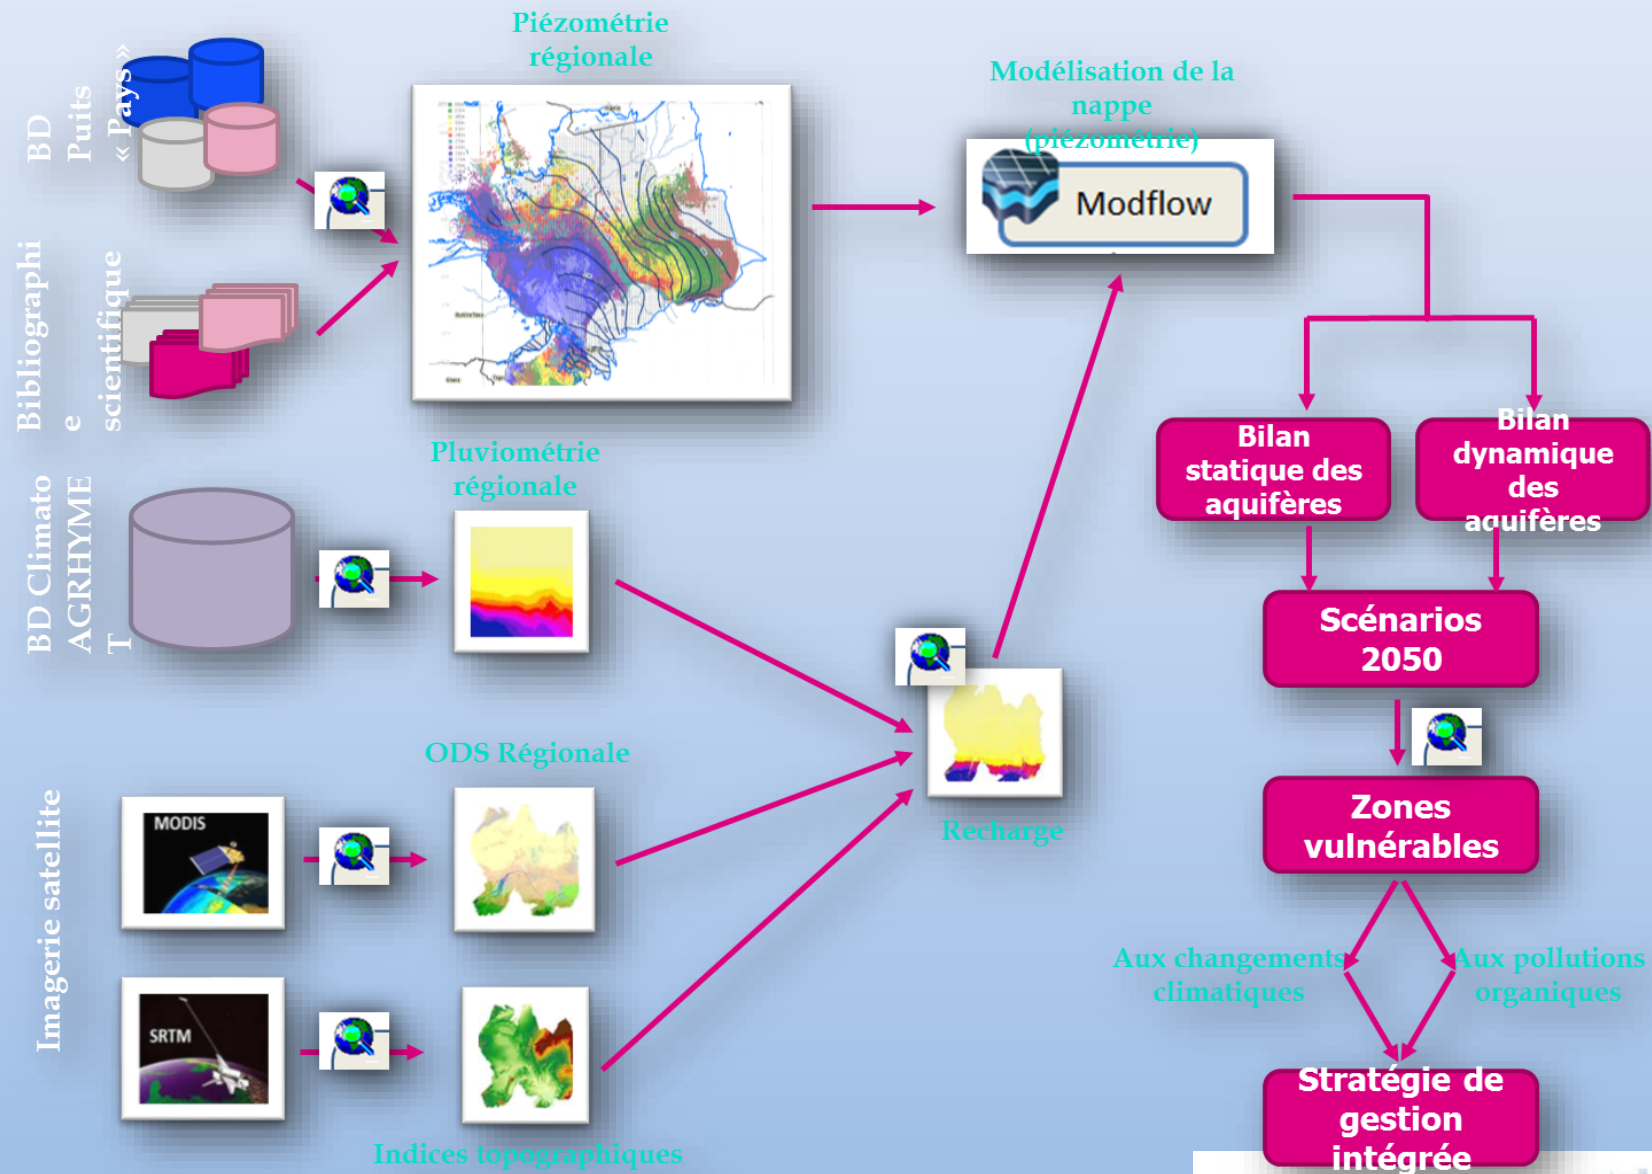 Piézométrie
régionale
BD
Puits
« Pays »
Modélisation de la
nappe
(piézométrie)
Modflow
Bibliographi
e
scientifique
Bilan
statique des
aquifères
Bilan
dynamique
des
aquifères
Pluviométrie
régionale
BD Climato
AGRHYME
T
Scénarios
2050
ODS Régionale
Recharge
Zones
vulnérables
Imagerie satellite
MODIS
SRTM
Aux changements
climatiques
Aux pollutions
organiques
Indices topographiques
Stratégie de
gestion
intégrée